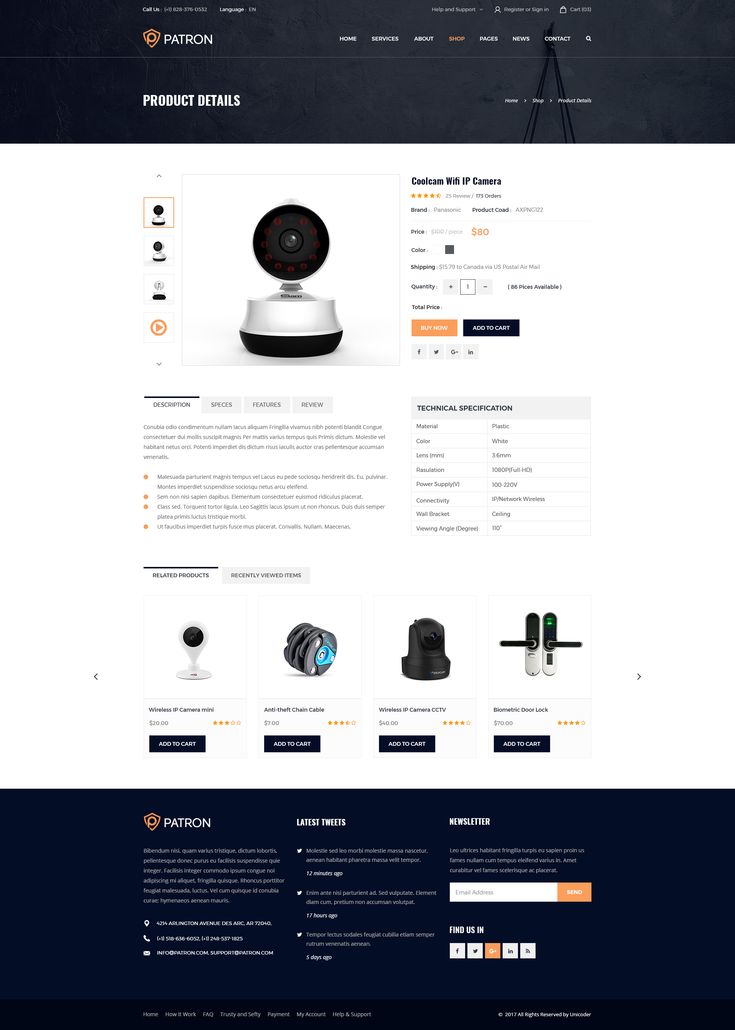 Call Us : (+1) 828-376-0532 Language : EN Help and Support Register or Sign in Cart (03)
PATRON HOME SERVICES ABOUT SHOP PAGES NEWS CONTACT
PRODUCT DETAILS Home > Shop > Product Details
Coolcam Wifi IP Camera
25 Review / 173 Orders
Brand : Panasonic Product Coad : AXPNG122
Price : $100 / piece $80
Color :
Shipping : $15.79 to Canada via US Postal Air Mail
Quantity : + 1 − ( 86 Pices Available )
Total Price :
BUY NOW ADD TO CART
f G+ in
DESCRIPTION SPECES FEATURES REVIEW
Conubia odio condimentum nullam lacus aliquam Fringilla vivamus nibh potenti blandit Congue
consectetuer dui mollis suscipit magnis Per mattis varius tempus quis Primis dictum. Molestie vel
habitant netus orci. Potenti imperdiet dis dictum risus iaculis auctor cras pellentesque accumsan
venenatis.
Malesuada parturient magnis tempus vel Lacus eu pede sociosqu hendrerit dis. Eu, pulvinar.
Montes imperdiet suspendisse sociosqu netus arcu eleifend.
Sem non nisi sapien dapibus. Elementum consectetuer euismod ridiculus placerat.
Class sed. Torquent tortor ligula. Leo Sagittis lacus ipsum ut non rhoncus. Duis duis semper
platea primis luctus tristique morbi.
Ut faucibus imperdiet turpis fusce mus placerat. Convallis. Nullam. Maecenas.
TECHNICAL SPECIFICATION
Material Plastic
Color White
Lens (mm) 3.6mm
Rasulation 1080P(Full-HD)
Power Supply(V) 100-220V
Connectivity IP/Network Wireless
Wall Bracket Ceiling
Viewing Angle (Degree) 110°
RELATED PRODUCTS RECENTLY VIEWED ITEMS
Wireless IP Camera mini Anti-theft Chain Cable Wireless IP Camera CCTV Biometric Door Lock
$20.00 $7.00 $40.00 $70.00
ADD TO CART ADD TO CART ADD TO CART ADD TO CART
PATRON
Bibendum nisi, quam varius tristique, dictum lobortis,
pellentesque donec purus eu facilisis suspendisse quie
integer. Facilisis Integer commodo ipsum congue noi
adipiscing mi aliquet, fringilla quisque. Rhoncus porttitor
feugiat malesuada, luctus. Vel cum quisque id conubia
curae; hymenaeos aenean mauris.
4214 ARLINGTON AVENUE DES ARC, AR 72040,
(+1) 518-636-6052, (+1) 248-537-1825
INFO@PATRON.COM, SUPPORT@PATRON.COM
LATEST TWEETS
Molestie sed leo morbi molestie massa nascetur,
aenean habitant pharetra massa velit tempor.
12 minuets ago
Enim ante nisi parturient ad. Sed vulputate. Element
diam cum, pretium non accumsan volutpat.
17 hours ago
Tempor lectus sodales feugiat cubilia etiam semper
rutrum venenatis aenean.
5 days ago
NEWSLETTER
Leo ultrices habitant fringilla turpis eu sapien proin us
fames nullam cum tempus eleifend varius in. Amet
curabitur vel fames scelerisque ac placerat.
Email Address SEND
FIND US IN
f G+ in
Home How It Work FAQ Trusty and Sefty Payment My Account Help & Support © 2017 All Rights Reserved by Unicoder